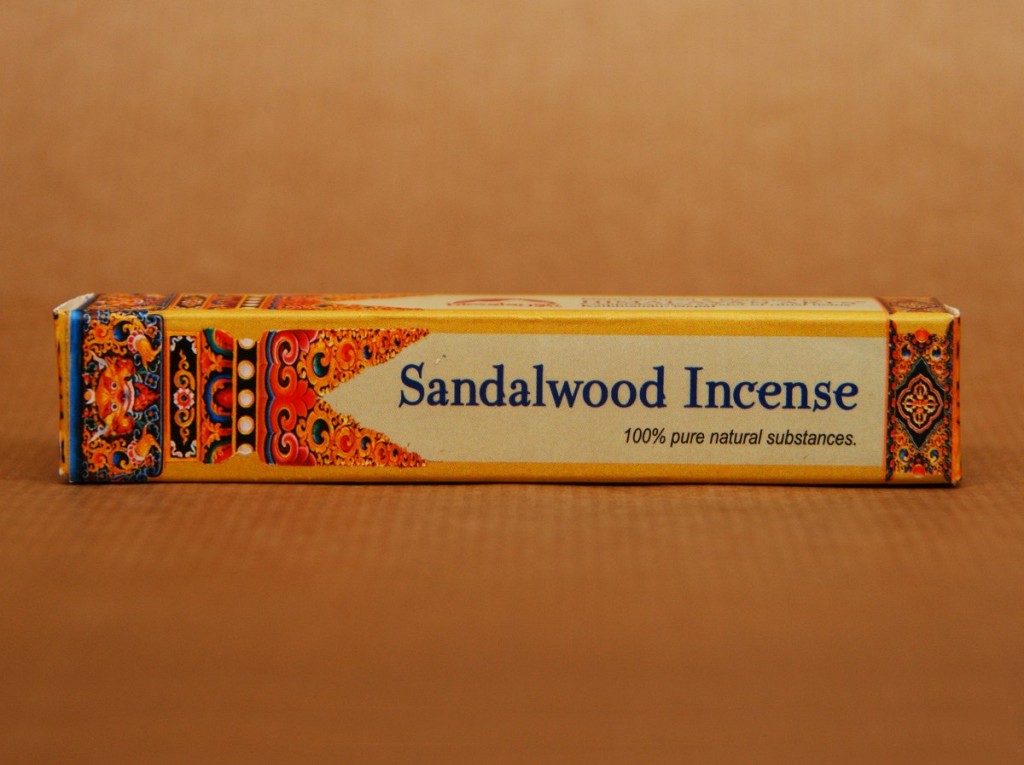 Sandalwood Incense
100% pure natural substances.